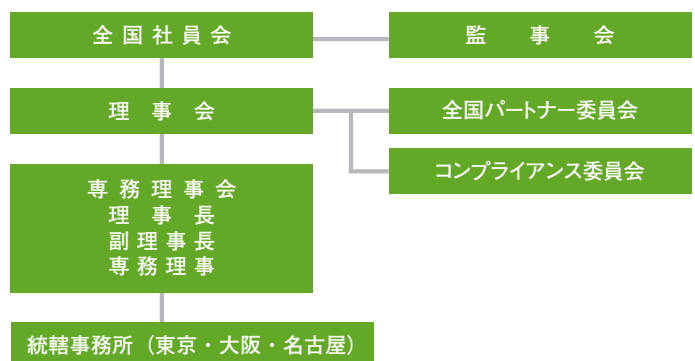 全国社員会
監事会
理事会
全国パートナー委員会
コンプライアンス委員会
専務理事会
理事長
副理事長
専務理事
統轄事務所（東京・大阪・名古屋）